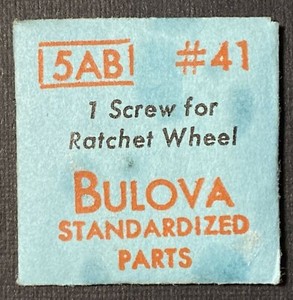 5AB #41
1 Screw for
Ratchet Wheel
BULOVA
STANDARDIZED
PARTS